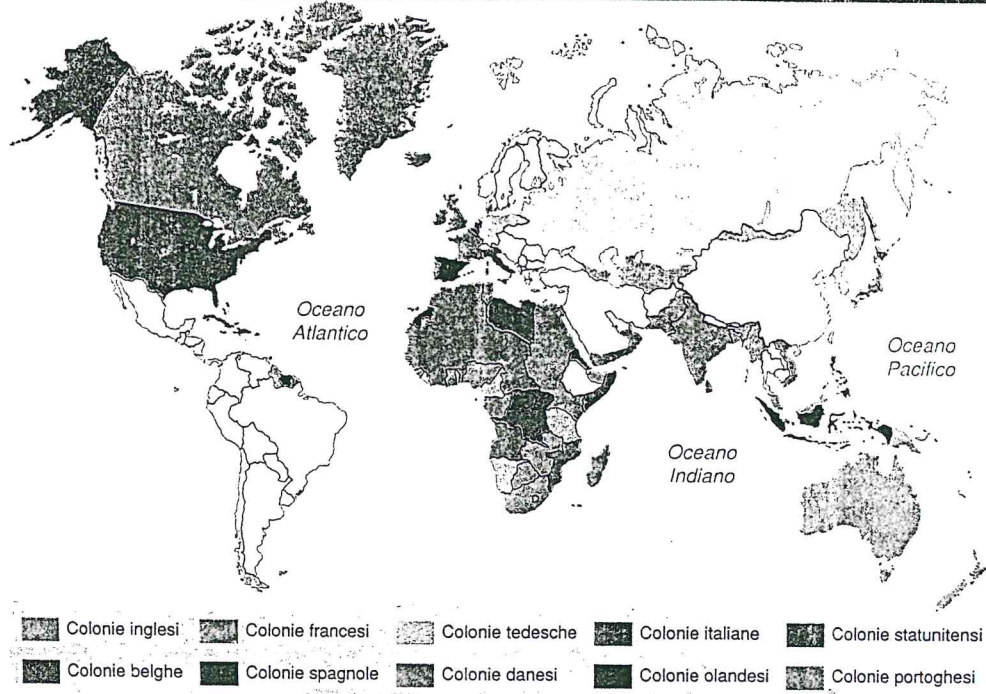 Oceano
Atlantico
Oceano
Pacifico
Oceano
Indiano
Colonie inglesi
Colonie francesi
Colonie tedesche
Colonie italiane
Colonie statunitensi
Colonie belghe
Colonie spagnole
Colonie danesi
Colonie olandesi
Colonie portoghesi